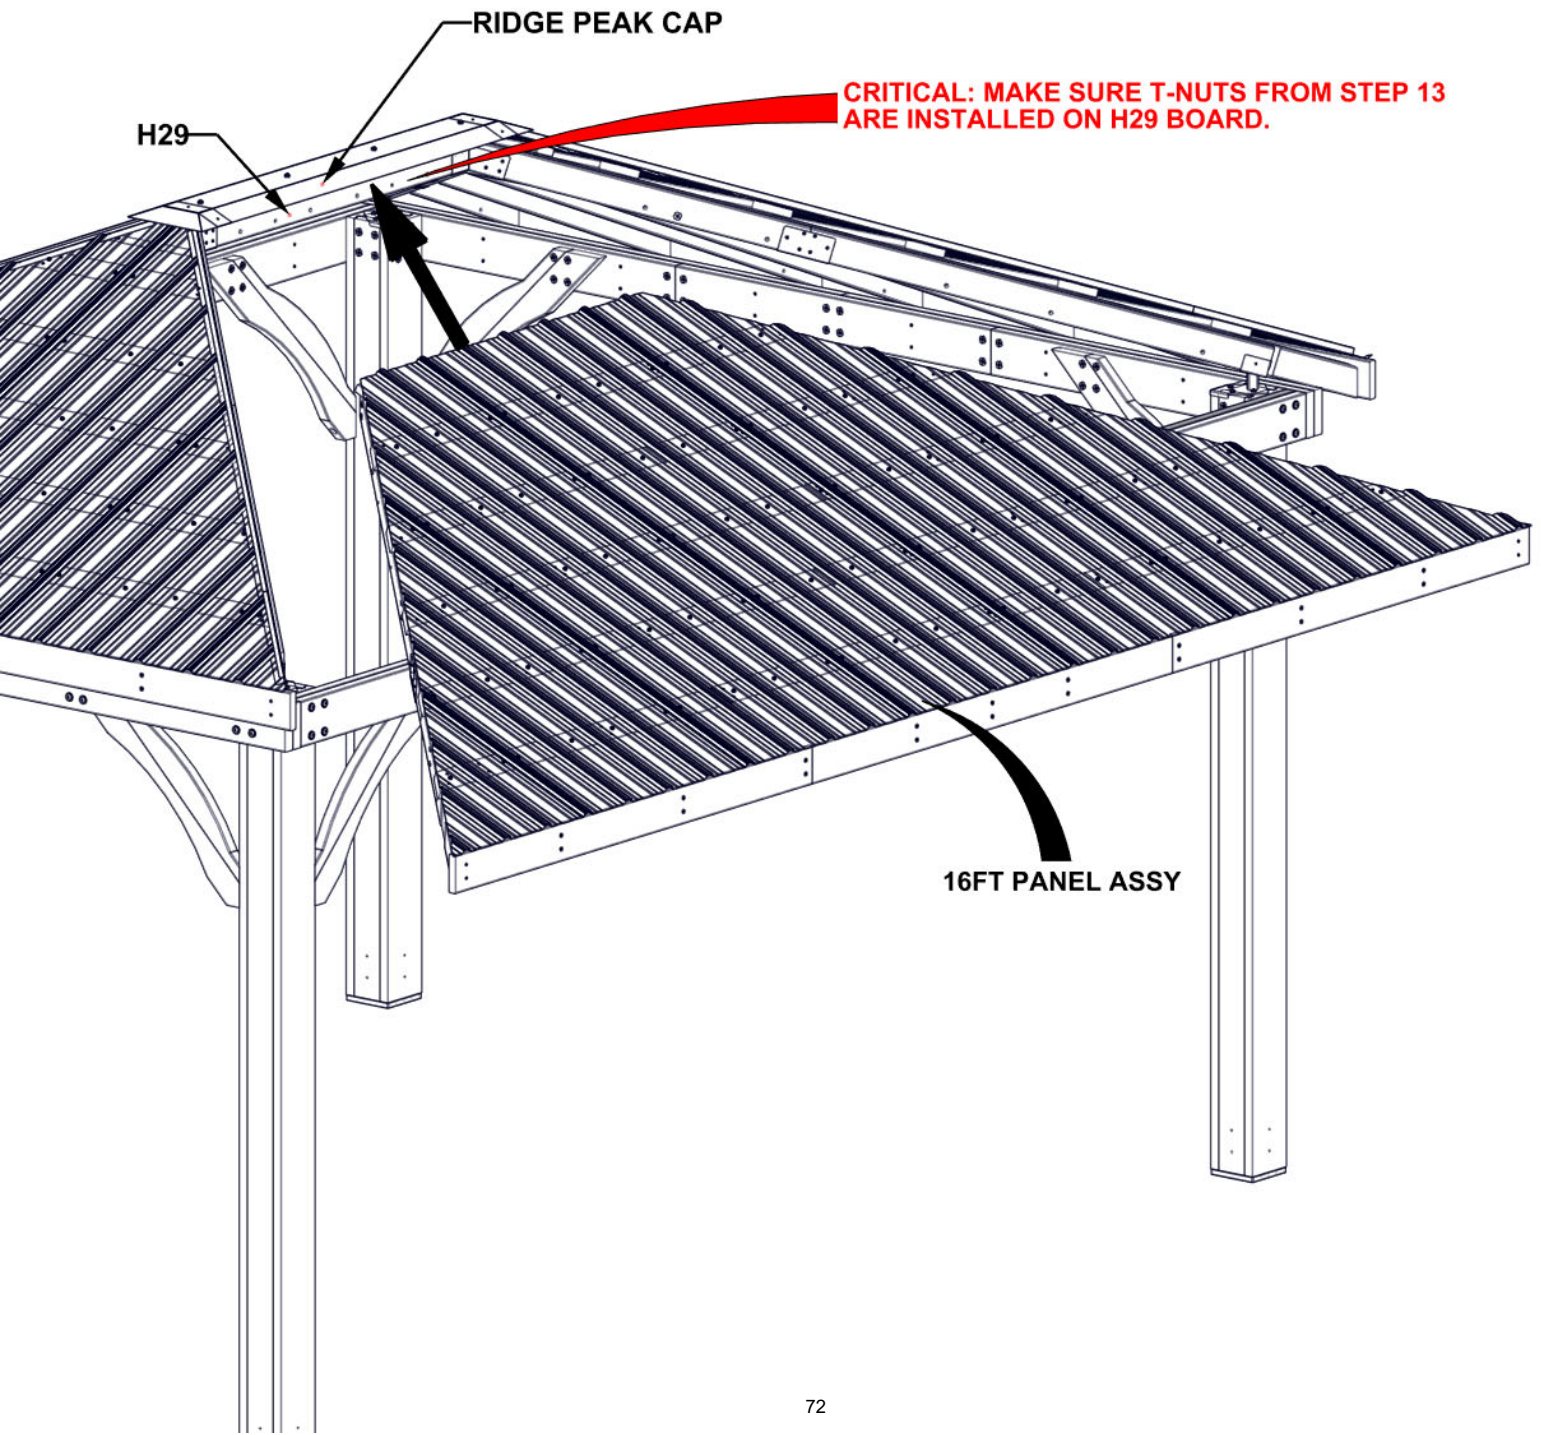 RIDGE PEAK CAP
CRITICAL: MAKE SURE T-NUTS FROM STEP 13
ARE INSTALLED ON H29 BOARD.
H29
16FT PANEL ASSY
72